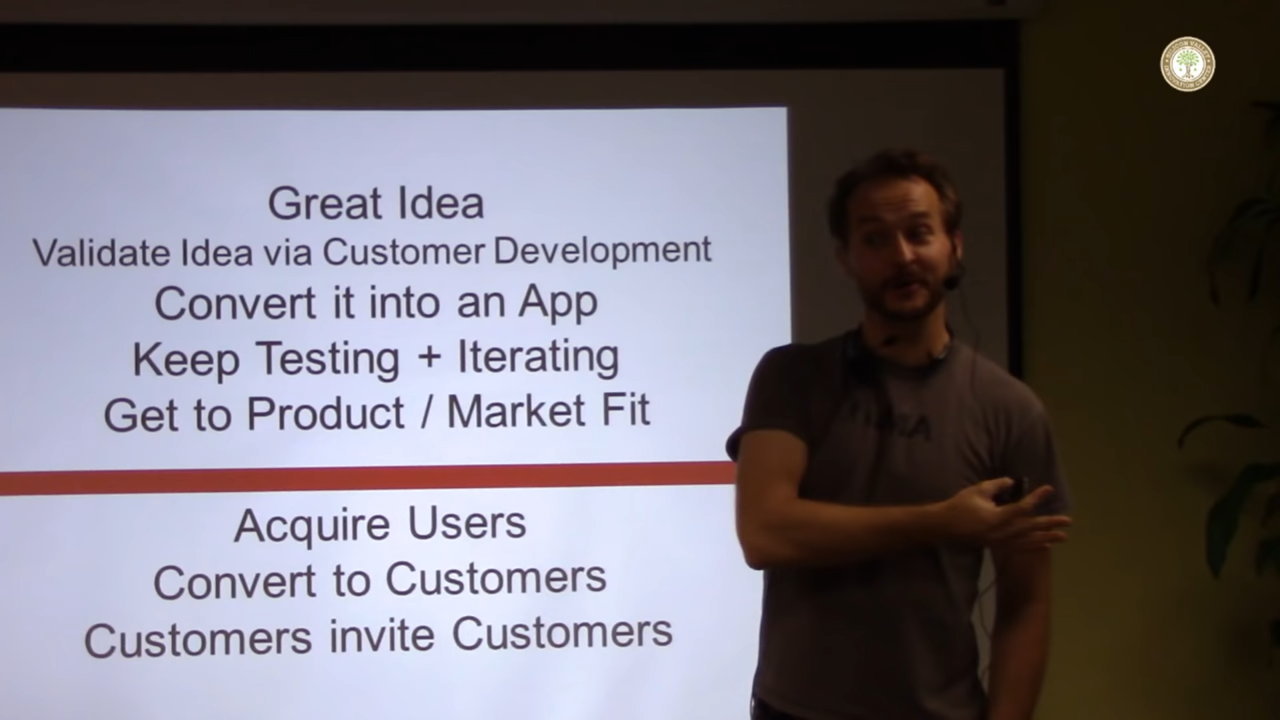 Great Idea
Validate Idea via Customer Development
Convert it into an App
Keep Testing + Iterating
Get to Product / Market Fit
Acquire Users
Convert to Customers
Customers invite Customers